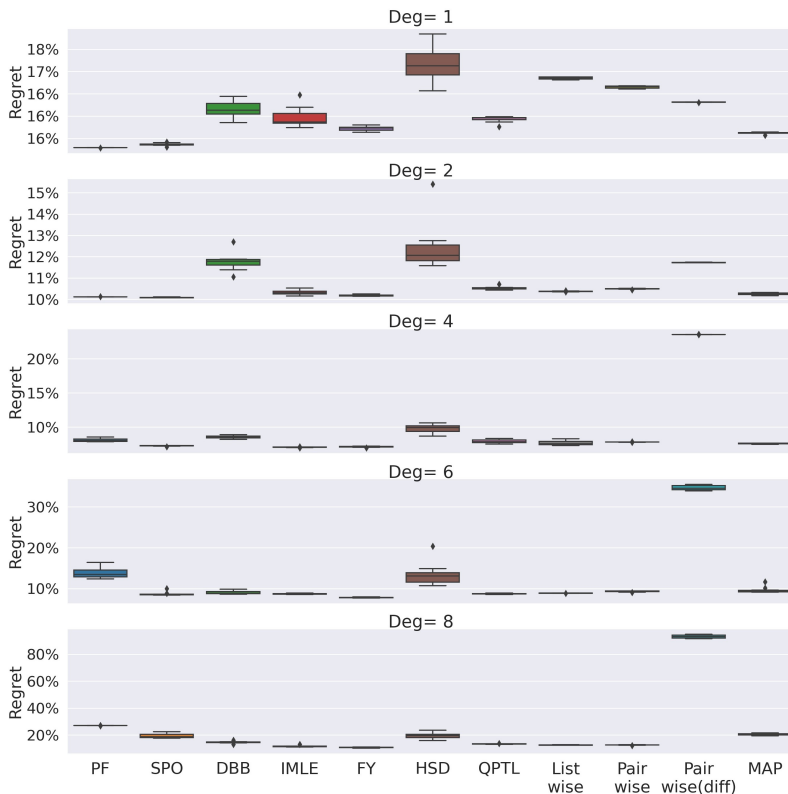 Deg= 1
18%
17%
16%
16%
16%
Regret
Deg= 2
15%
13%
12%
11%
10%
Regret
Deg= 4
20%
15%
10%
Regret
Deg= 6
30%
20%
10%
Regret
Deg= 8
80%
60%
40%
20%
Regret
PF SPO DBB IMLE FY HSD QPTL List Pair Pair MAP
wise wise wise(diff)